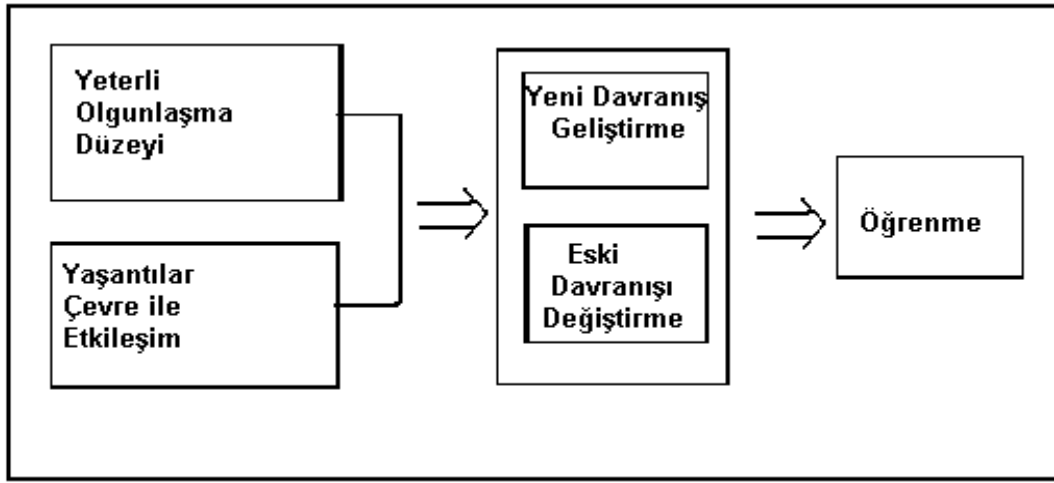 Yeterli
Olgunlaşma
Düzeyi
Yaşantılar
Çevre ile
Etkileşim
Yeni Davranış
Geliştirme
Eski
Davranışı
Değiştirme
Öğrenme